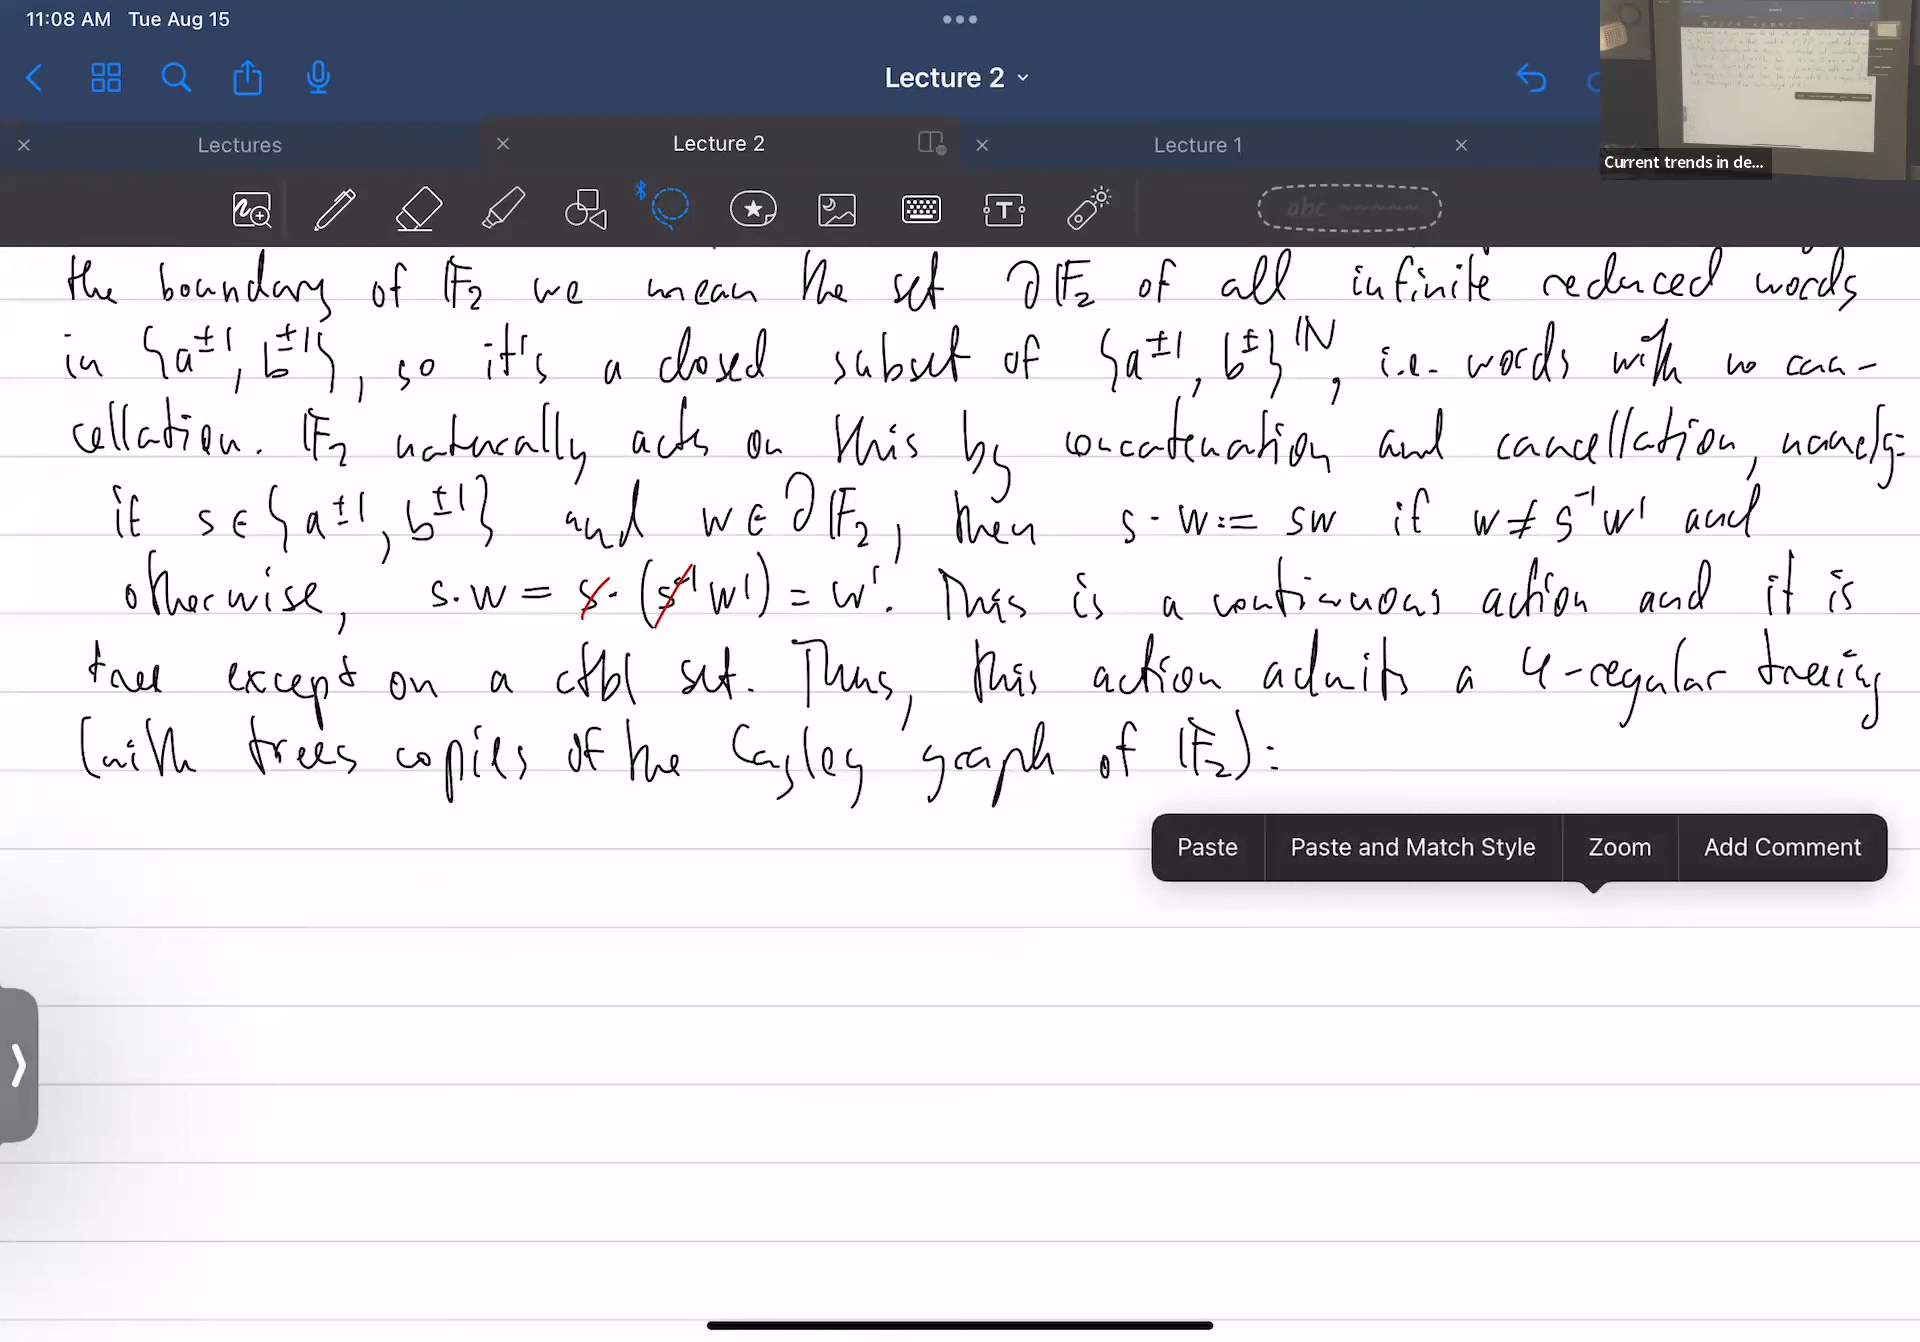 11:08 AM Tue Aug 15
Lecture 2
Lectures
Lecture 2
Lecture 1
Current trends in de...
abc
the boundary of 𝔽₂ we mean the set ∂𝔽₂ of all infinite reduced words
in {a^±1, b^±1}, so it's a closed subset of {a^±1, b^±}^ℕ, i.e. words with no can-
cellation. 𝔽₂ naturally acts on this by concatenation and cancellation, namely:
if s ∈ {a^±1, b^±1} and w ∈ ∂𝔽₂, then s · w := sw if w ≠ s⁻¹w' and
otherwise, s · w = s · (s⁻¹ w') = w'. This is a continuous action and it is
free except on a ctbl set. Thus, this action admits a 4-regular treeing
(with trees copies of the Cayley graph of 𝔽₂):
Paste Paste and Match Style Zoom Add Comment